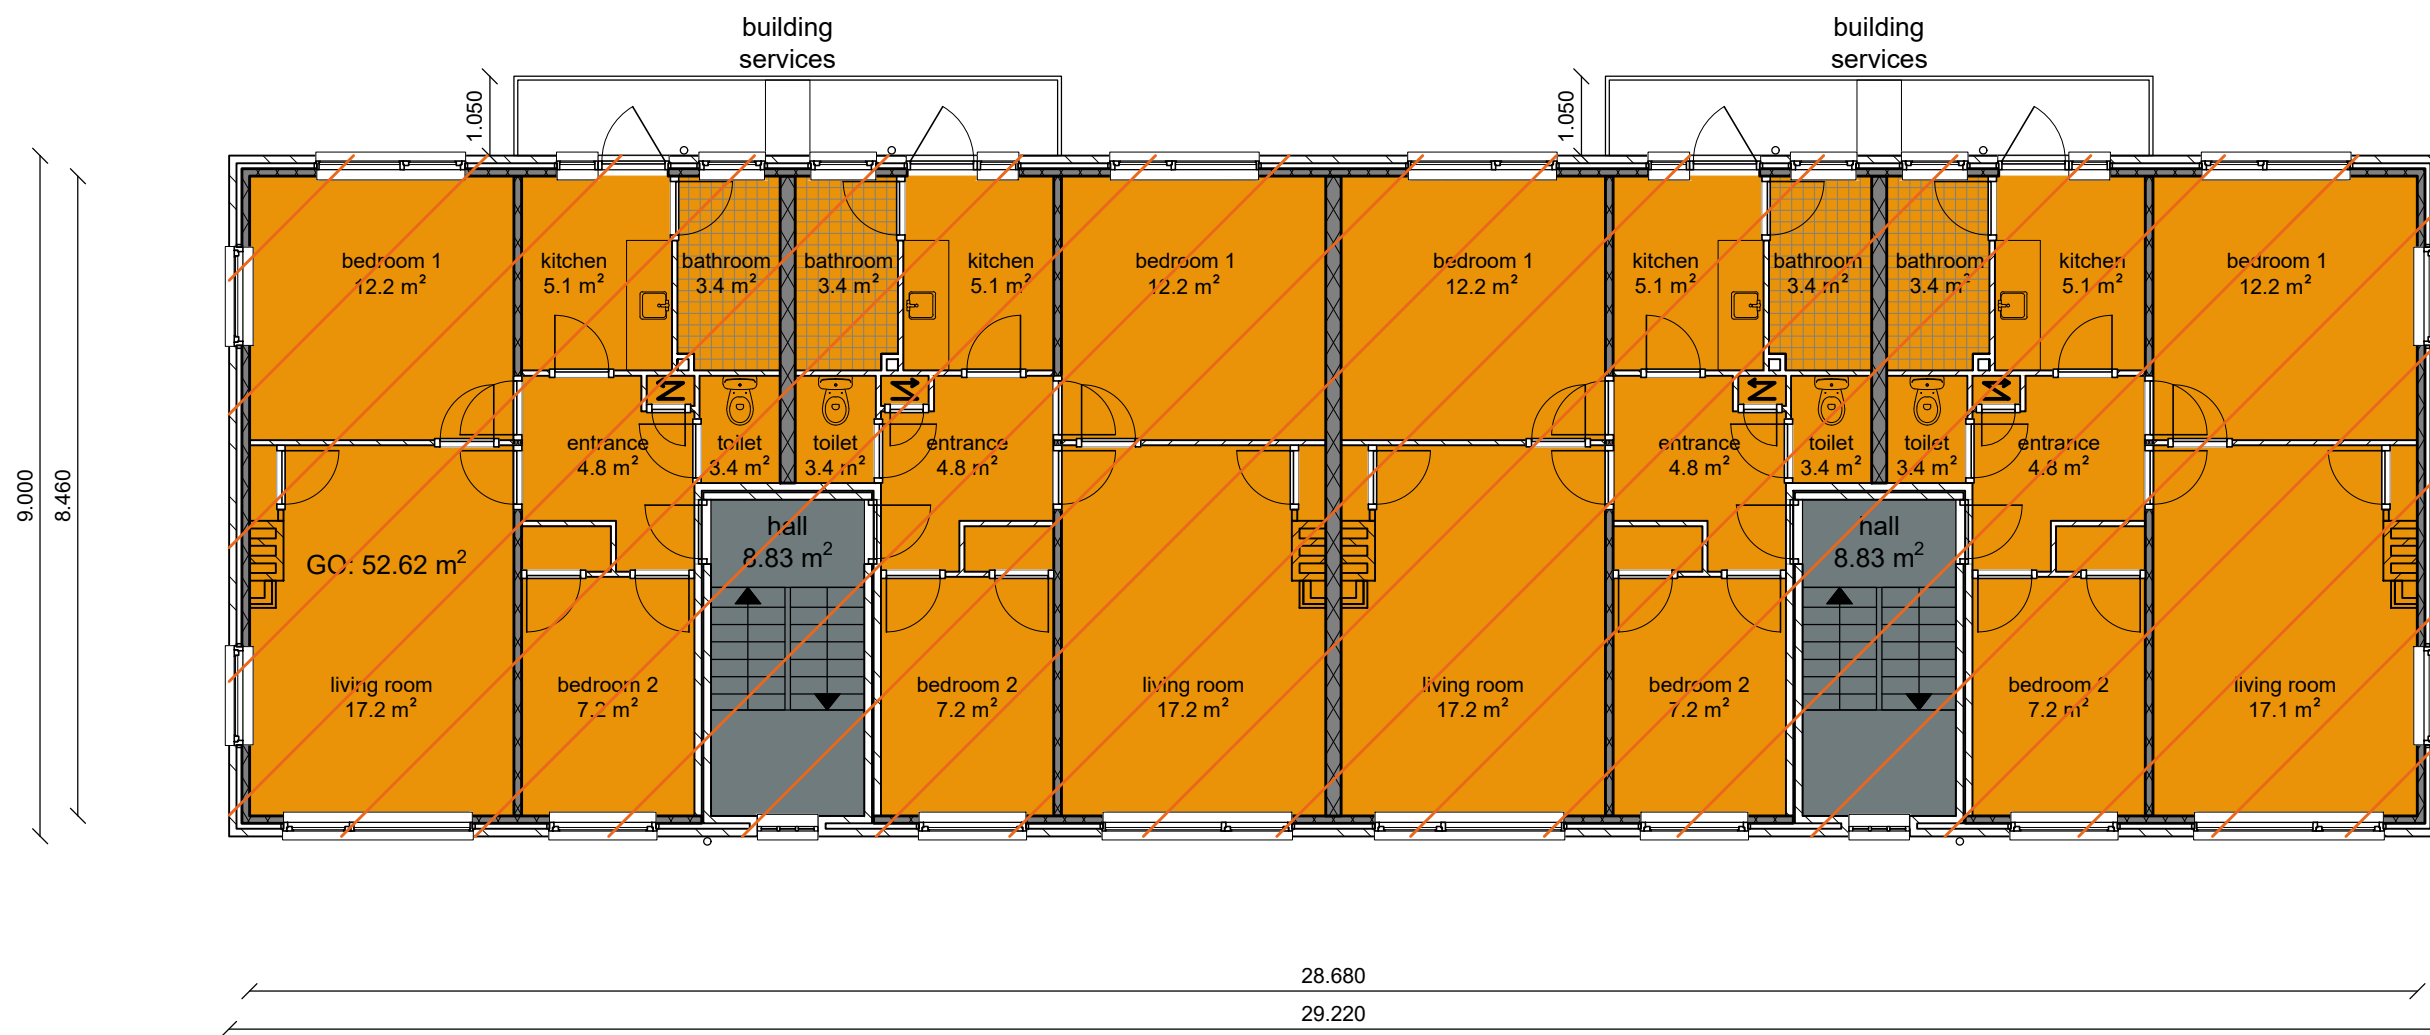 building
services
building
services
1.050
1.050
9.000
8.460
bedroom 1
12.2 m²
kitchen
5.1 m²
bathroom
3.4 m²
bathroom
3.4 m²
kitchen
5.1 m²
bedroom 1
12.2 m²
bedroom 1
12.2 m²
kitchen
5.1 m²
bathroom
3.4 m²
bathroom
3.4 m²
kitchen
5.1 m²
bedroom 1
12.2 m²
entrance
4.8 m²
toilet
3.4 m²
toilet
3.4 m²
entrance
4.8 m²
entrance
4.8 m²
toilet
3.4 m²
toilet
3.4 m²
entrance
4.8 m²
GO: 52.62 m²
hall
8.83 m²
hall
8.83 m²
living room
17.2 m²
bedroom 2
7.2 m²
bedroom 2
7.2 m²
living room
17.2 m²
living room
17.2 m²
bedroom 2
7.2 m²
bedroom 2
7.2 m²
living room
17.1 m²
28.680
29.220